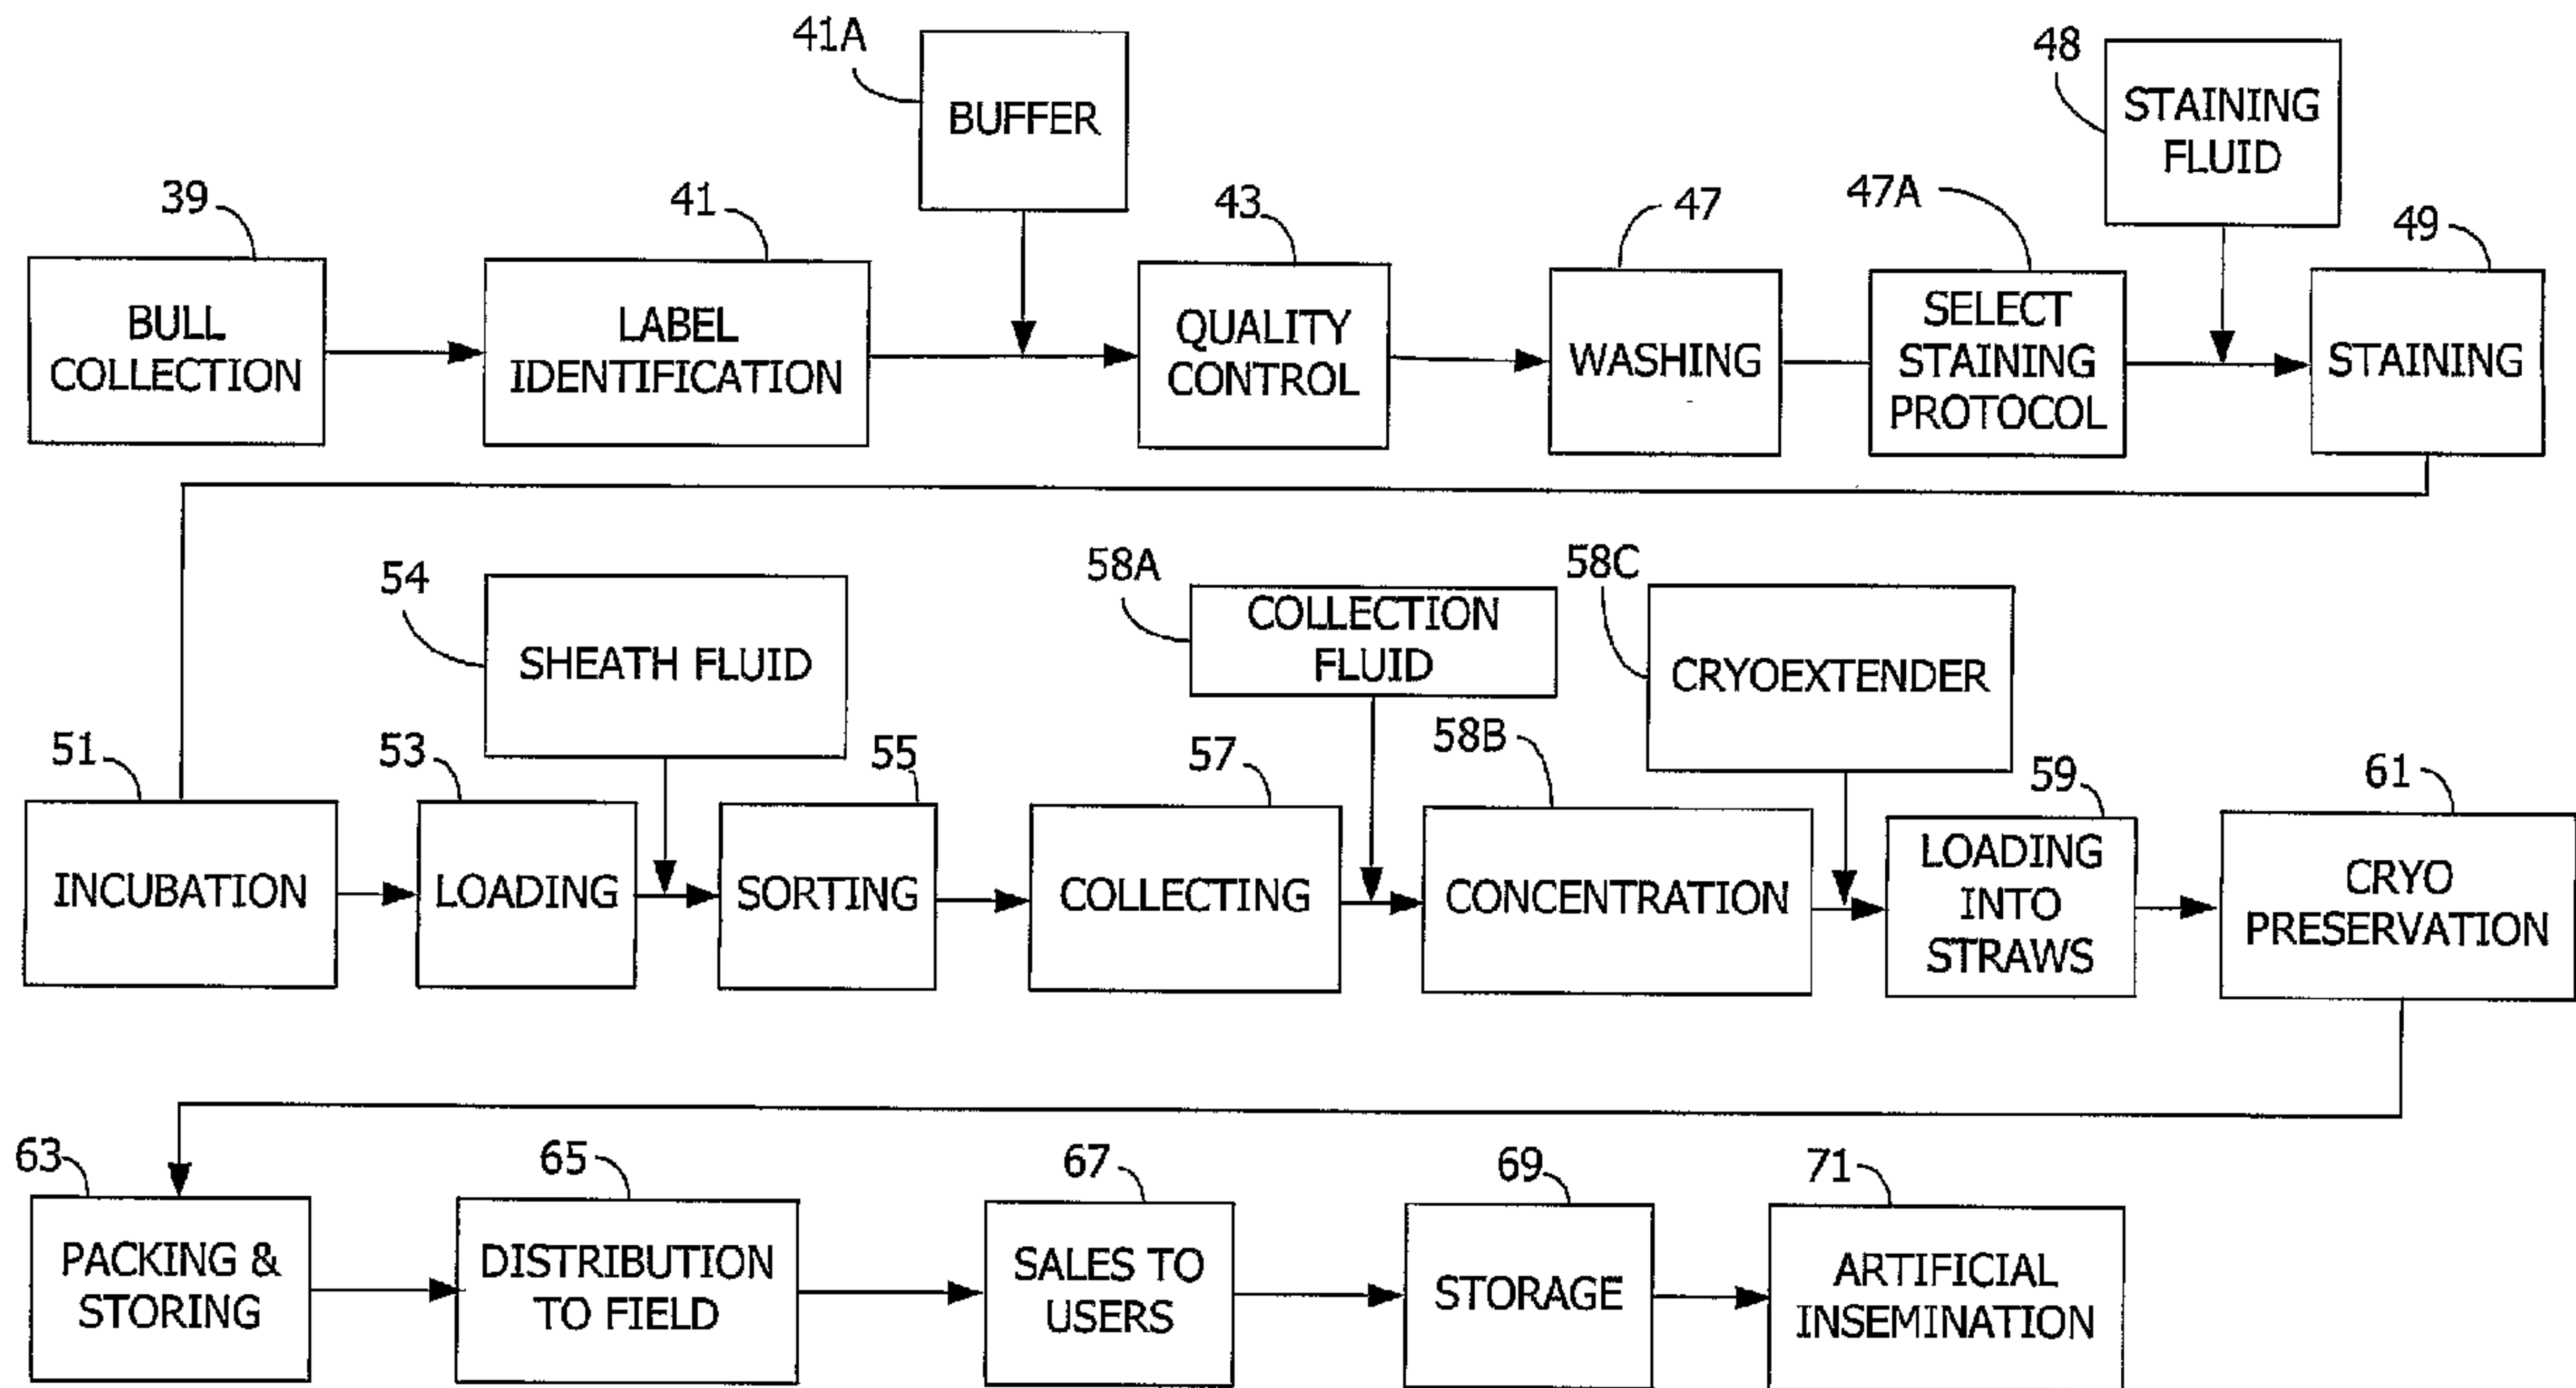 41A
BUFFER
48
STAINING
FLUID
39
BULL
COLLECTION
41
LABEL
IDENTIFICATION
43
QUALITY
CONTROL
47
WASHING
47A
SELECT
STAINING
PROTOCOL
49
STAINING
54
SHEATH FLUID
58A
COLLECTION
FLUID
58C
CRYOEXTENDER
51
INCUBATION
53
LOADING
55
SORTING
57
COLLECTING
58B
CONCENTRATION
59
LOADING
INTO
STRAWS
61
CRYO
PRESERVATION
63
PACKING &
STORING
65
DISTRIBUTION
TO FIELD
67
SALES TO
USERS
69
STORAGE
71
ARTIFICIAL
INSEMINATION